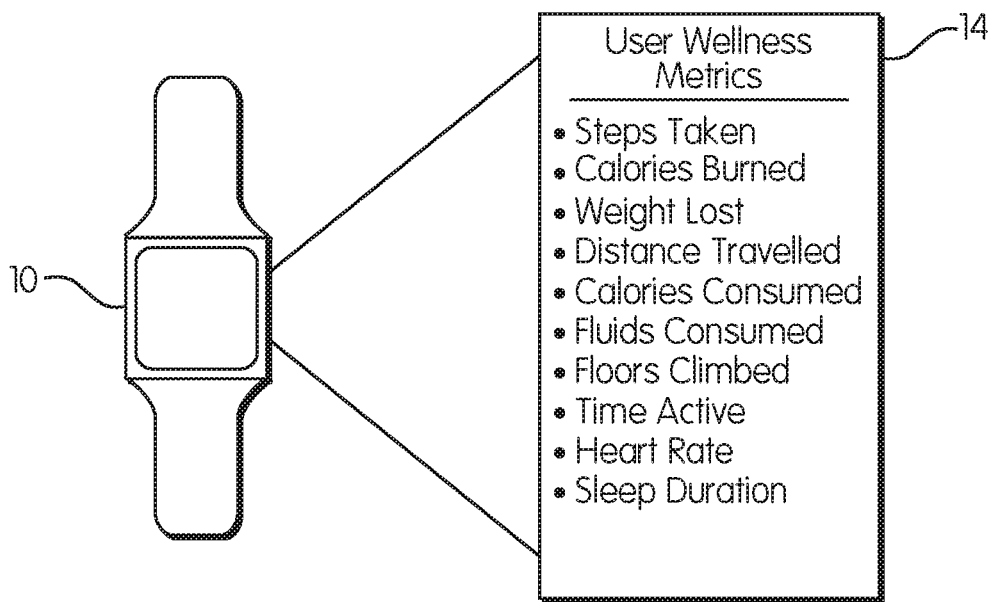 User Wellness
Metrics
• Steps Taken
• Calories Burned
• Weight Lost
• Distance Travelled
• Calories Consumed
• Fluids Consumed
• Floors Climbed
• Time Active
• Heart Rate
• Sleep Duration
14
10